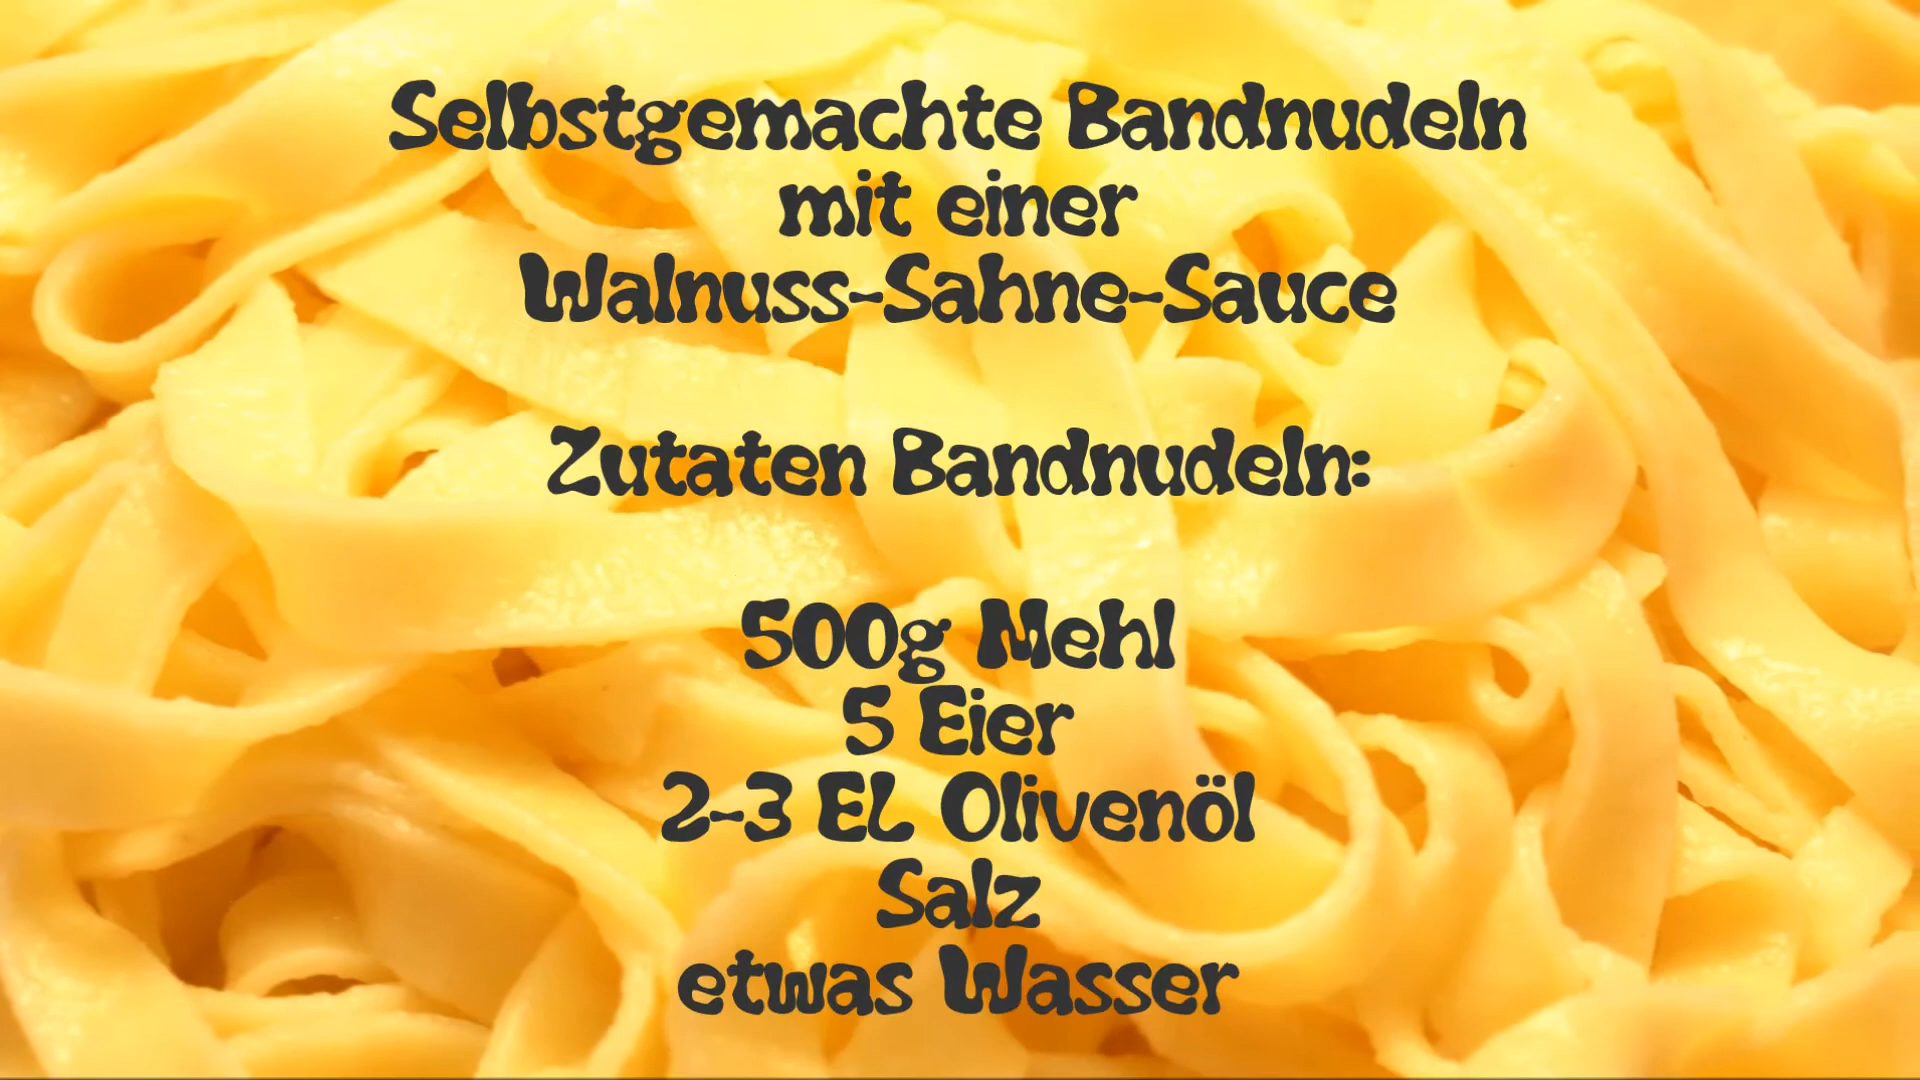 Selbstgemachte Bandnudeln
mit einer
Walnuss-Sahne-Sauce
Zutaten Bandnudeln:
500g Mehl
5 Eier
2-3 EL Olivenöl
Salz
etwas Wasser